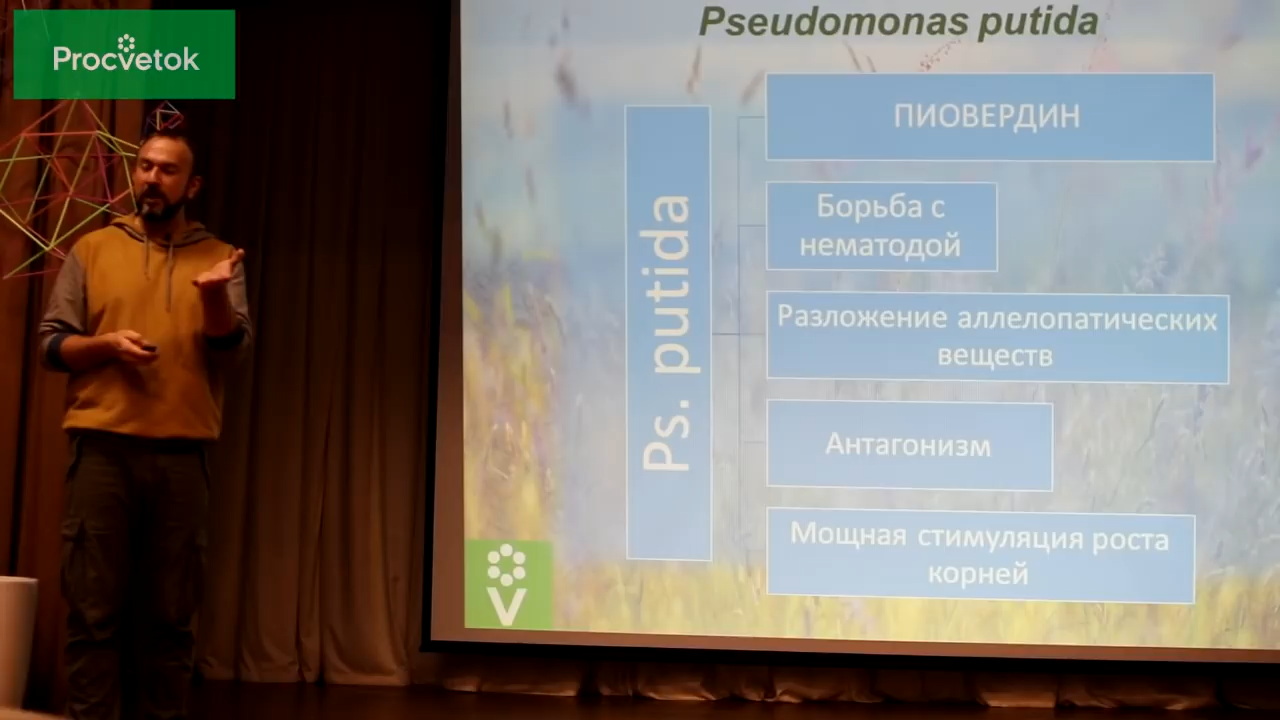 Procvetok
Pseudomonas putida
Ps. putida
ПИОВЕРДИН
Борьба с
нематодой
Разложение аллелопатических
веществ
Антагонизм
Мощная стимуляция роста
корней